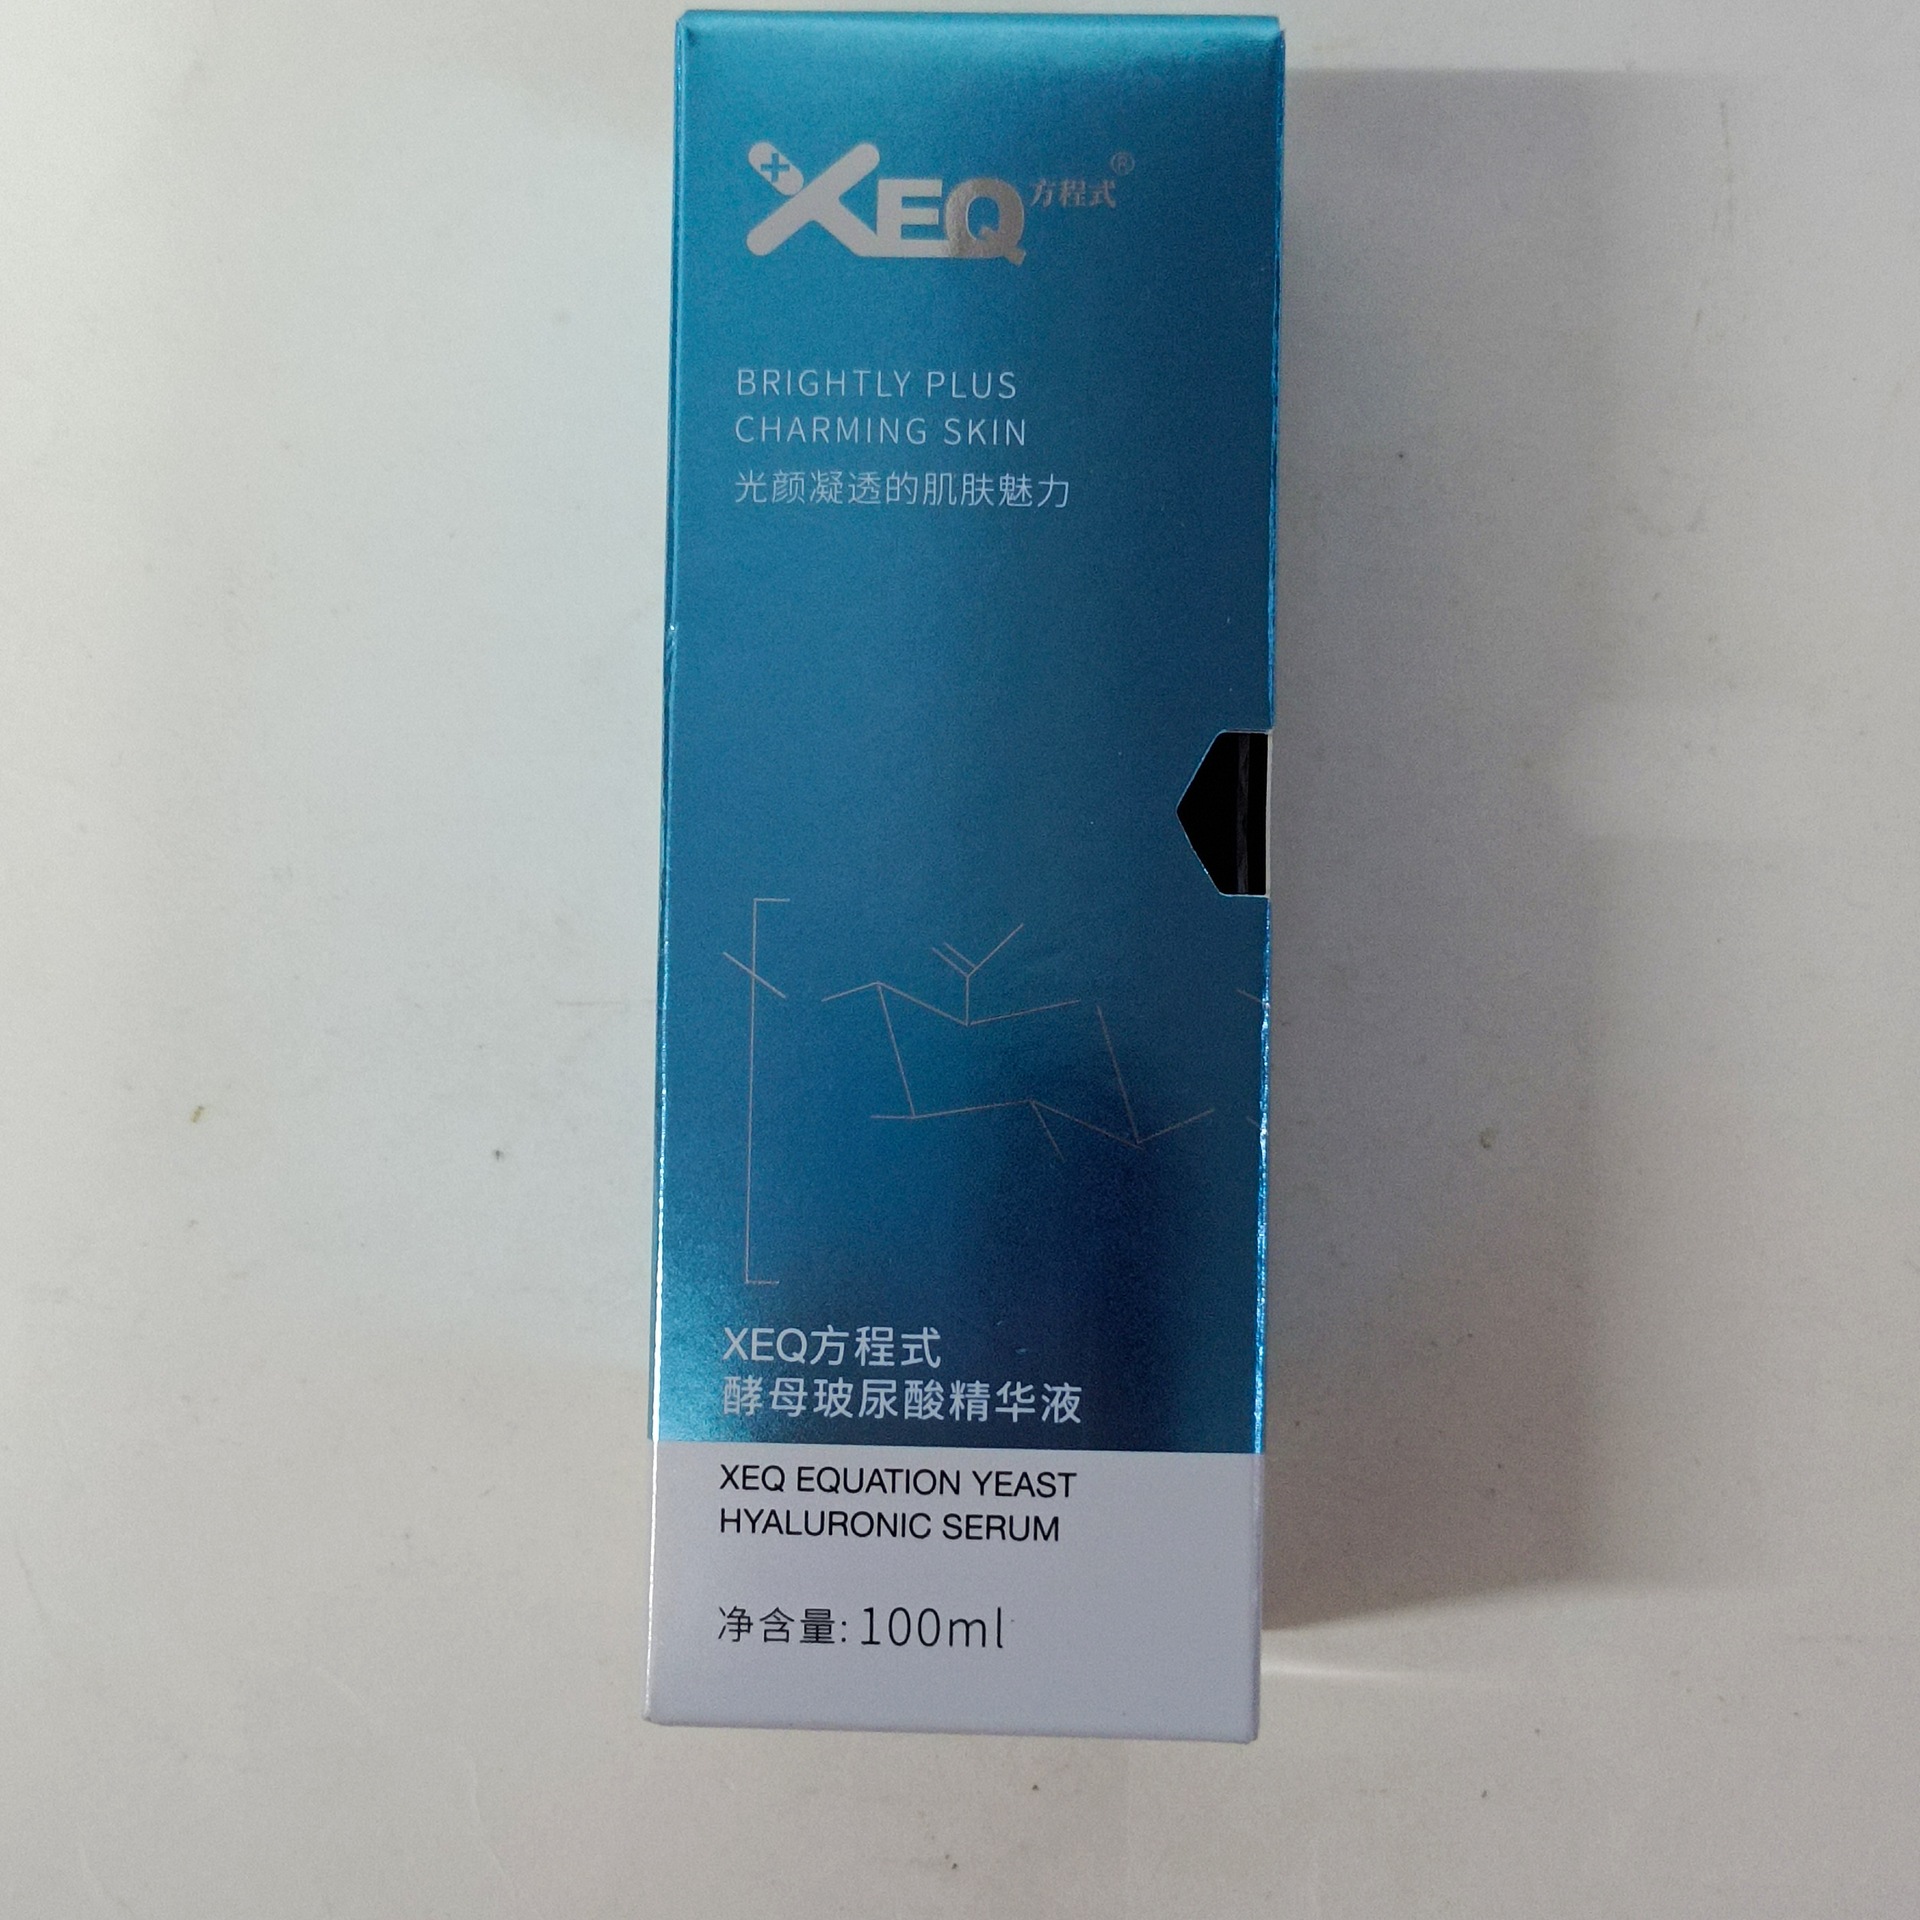 XEQ方程式®
BRIGHTLY PLUS
CHARMING SKIN
光颜凝透的肌肤魅力
XEQ方程式
酵母玻尿酸精华液
XEQ EQUATION YEAST
HYALURONIC SERUM
净含量: 100ml